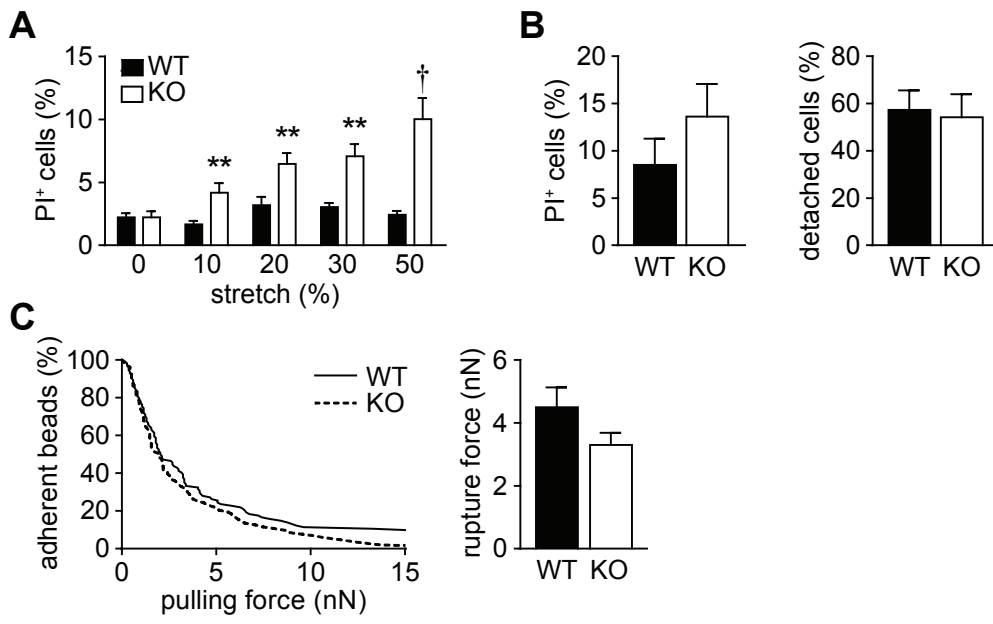 A
WT
KO
PI+ cells (%)
15
10
5
0
** ** ** †
0 10 20 30 50
stretch (%)
B
PI+ cells (%)
20
15
10
5
0
WT KO
detached cells (%)
80
60
40
20
0
WT KO
C
adherent beads (%)
100
80
60
40
20
0
WT
KO
0 5 10 15
pulling force (nN)
rupture force (nN)
6
4
2
0
WT KO